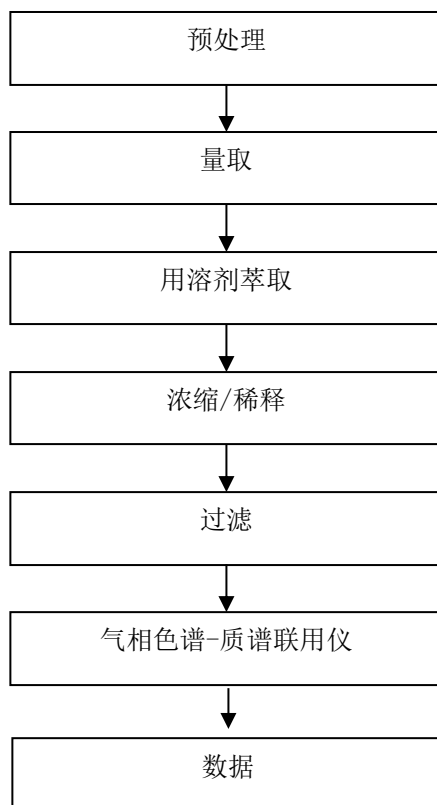 预处理
量取
用溶剂萃取
浓缩/稀释
过滤
气相色谱-质谱联用仪
数据